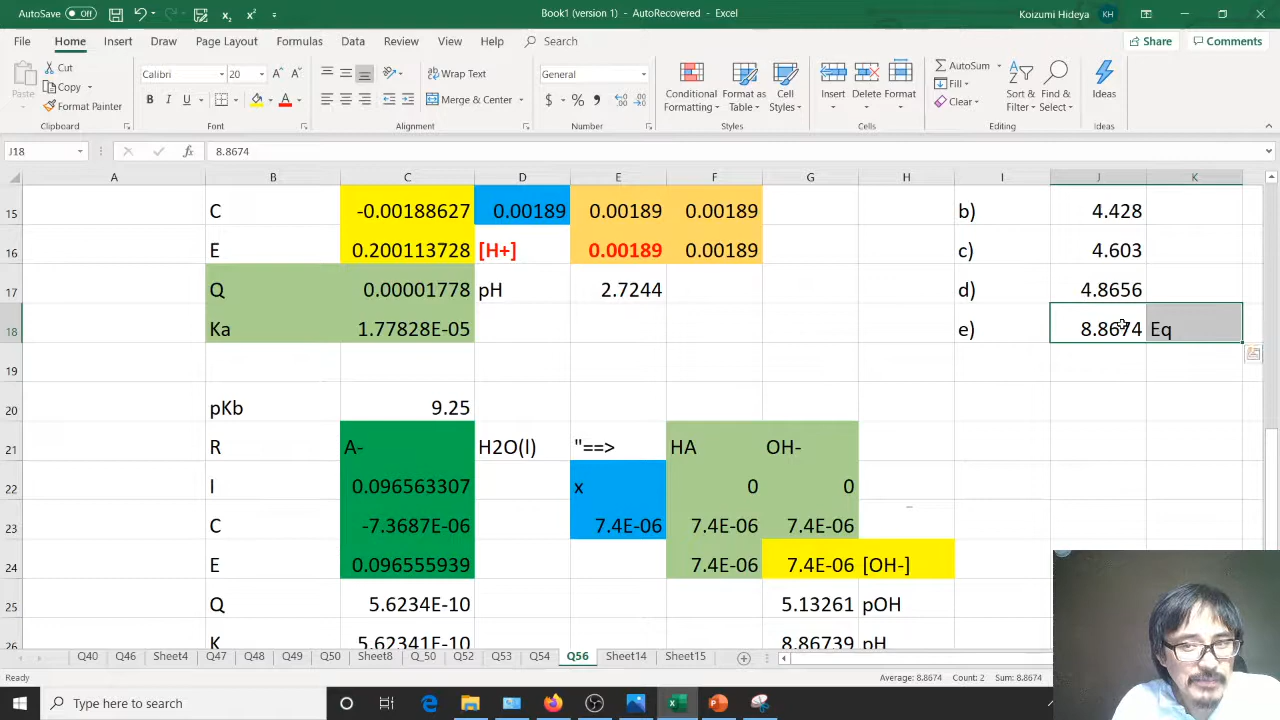 AutoSave Off Book1 (version 1) - AutoRecovered - Excel Koizumi Hideya KH
File Home Insert Draw Page Layout Formulas Data Review View Help Search Share Comments
Cut Calibri 20 Wrap Text General AutoSum
Paste Copy Fill
Format Painter B I U Merge & Center $ % Conditional Formatting Format as Table Cell Styles Insert Delete Format Clear Sort & Filter Find & Select Ideas
Clipboard Font Alignment Number Styles Cells Editing Ideas
J18 fx 8.8674
A B C D E F G H I J K
15 C -0.00188627 0.00189 0.00189 0.00189 b) 4.428
16 E 0.200113728 [H+] 0.00189 0.00189 c) 4.603
17 Q 0.00001778 pH 2.7244 d) 4.8656
18 Ka 1.77828E-05 e) 8.8674 Eq
19
20 pKb 9.25
21 R A- H2O(l) "==> HA OH-
22 I 0.096563307 x 0 0
23 C -7.3687E-06 7.4E-06 7.4E-06 7.4E-06
24 E 0.096555939 7.4E-06 7.4E-06 [OH-]
25 Q 5.6234E-10 5.13261 pOH
26 K 5.62341E-10 8.86739 pH
Q40 Q46 Sheet4 Q47 Q48 Q49 Q50 Sheet8 Q_50 Q52 Q53 Q54 Q56 Sheet14 Sheet15
Average: 8.8674 Count: 2 Sum: 8.8674
Type here to search